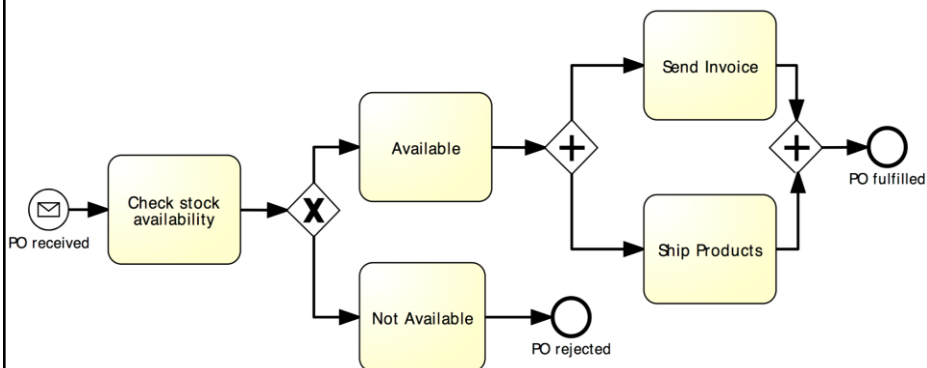 Send Invoice
Available
PO fulfilled
Check stock
availability
X
PO received
Ship Products
Not Available
PO rejected